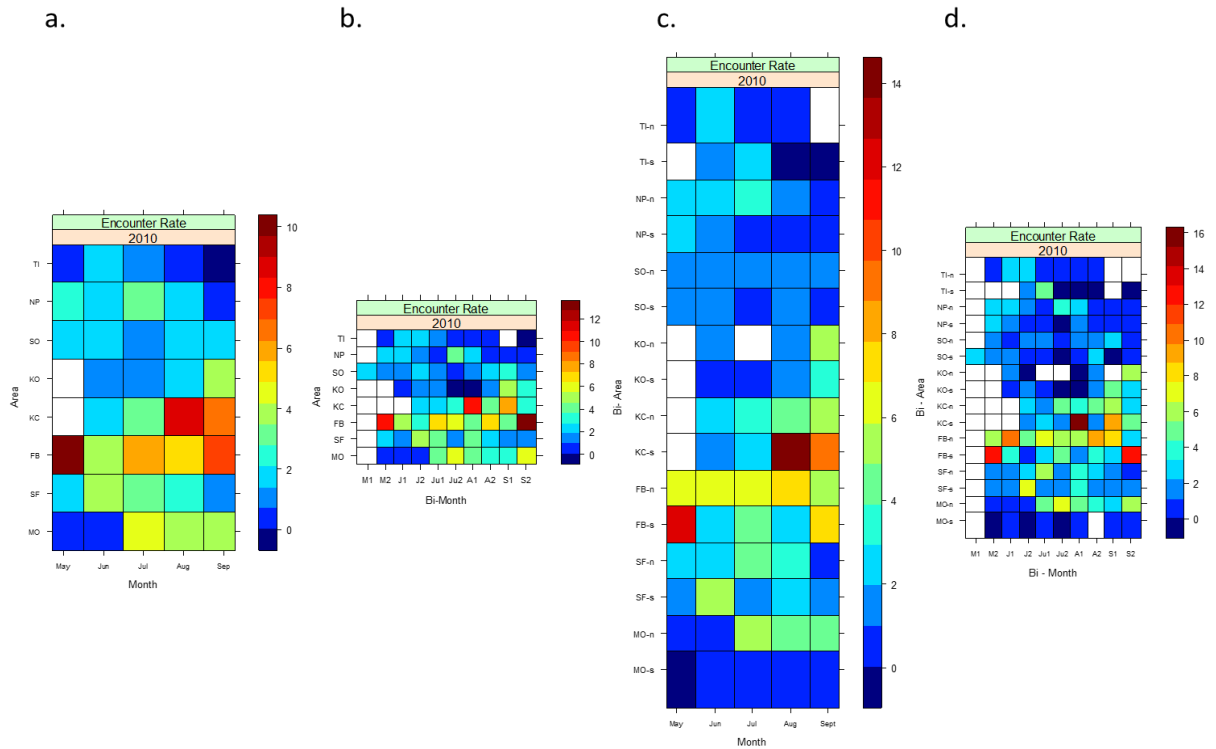 a.
Encounter Rate
2010
TI
NP
SO
KO
KC
FB
SF
MO
Area
May Jun Jul Aug Sep
Month
10
8
6
4
2
0
b.
Encounter Rate
2010
TI
NP
SO
KO
KC
FB
SF
MO
Area
M1 M2 J1 J2 Ju1 Ju2 A1 A2 S1 S2
Bi-Month
12
10
8
6
4
2
0
c.
Encounter Rate
2010
TI-n
TI-s
NP-n
NP-s
SO-n
SO-s
KO-n
KO-s
KC-n
KC-s
FB-n
FB-s
SF-n
SF-s
MO-n
MO-s
Bi- Area
May Jun Jul Aug Sept
Month
14
12
10
8
6
4
2
0
d.
Encounter Rate
2010
TI-n
TI-s
NP-n
NP-s
SO-n
SO-s
KO-n
KO-s
KC-n
KC-s
FB-n
FB-s
SF-n
SF-s
MO-n
MO-s
Bi - Area
M1 M2 J1 J2 Ju1 Ju2 A1 A2 S1 S2
Bi - Month
16
14
12
10
8
6
4
2
0